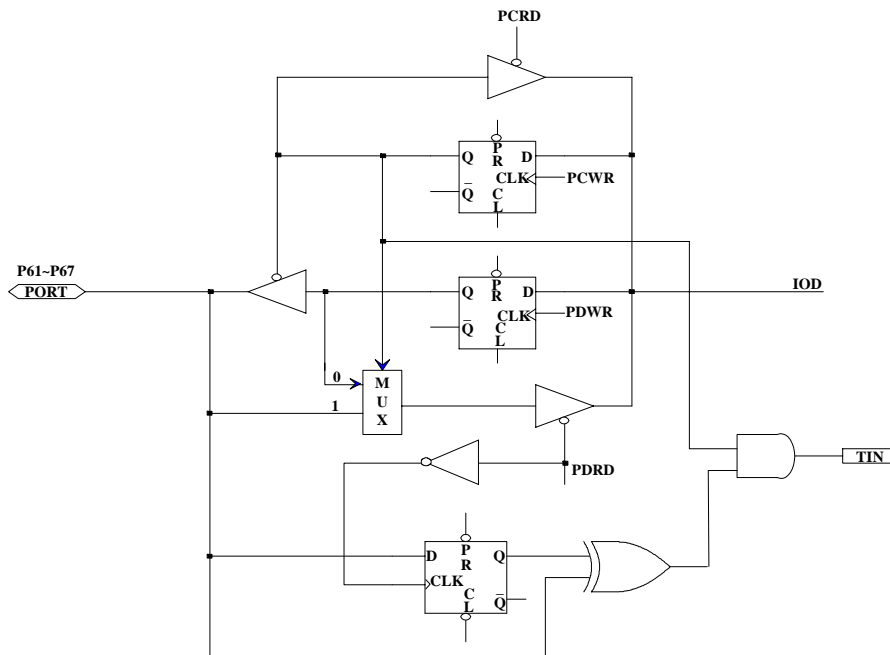 PCRD
Q P R D
CLK
PCWR
Q̅ C L
P61~P67
PORT
Q P R D
IOD
CLK
PDWR
Q̅ C L
0
1
M
U
X
PDRD
TIN
D P R Q
CLK
C L Q̅